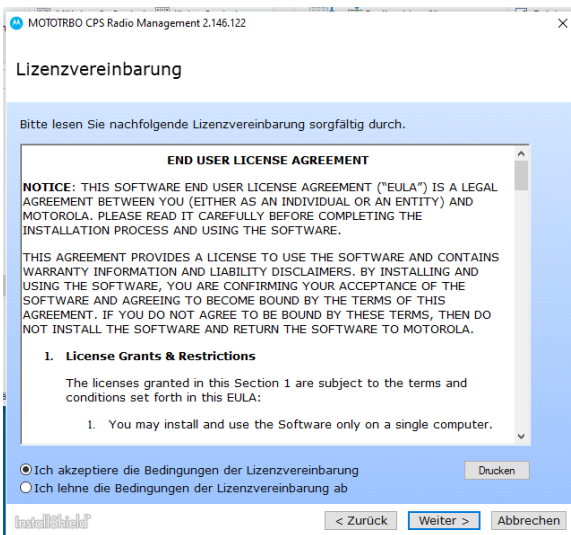 MOTOTRBO CPS Radio Management 2.146.122
Lizenzvereinbarung
Bitte lesen Sie nachfolgende Lizenzvereinbarung sorgfältig durch.
END USER LICENSE AGREEMENT
NOTICE: THIS SOFTWARE END USER LICENSE AGREEMENT (“EULA”) IS A LEGAL
AGREEMENT BETWEEN YOU (EITHER AS AN INDIVIDUAL OR AN ENTITY) AND
MOTOROLA. PLEASE READ IT CAREFULLY BEFORE COMPLETING THE
INSTALLATION PROCESS AND USING THE SOFTWARE.
THIS AGREEMENT PROVIDES A LICENSE TO USE THE SOFTWARE AND CONTAINS
WARRANTY INFORMATION AND LIABILITY DISCLAIMERS. BY INSTALLING AND
USING THE SOFTWARE, YOU ARE CONFIRMING YOUR ACCEPTANCE OF THE
SOFTWARE AND AGREEING TO BECOME BOUND BY THE TERMS OF THIS
AGREEMENT. IF YOU DO NOT AGREE TO BE BOUND BY THESE TERMS, THEN DO
NOT INSTALL THE SOFTWARE AND RETURN THE SOFTWARE TO MOTOROLA.
1. License Grants & Restrictions
The licenses granted in this Section 1 are subject to the terms and
conditions set forth in this EULA:
1. You may install and use the Software only on a single computer.
Ich akzeptiere die Bedingungen der Lizenzvereinbarung
Drucken
Ich lehne die Bedingungen der Lizenzvereinbarung ab
InstallShield
< Zurück Weiter > Abbrechen